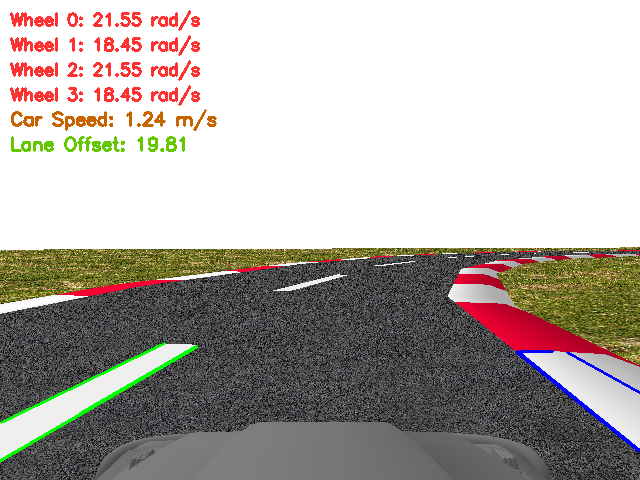 Wheel 0: 21.55 rad/s
Wheel 1: 18.45 rad/s
Wheel 2: 21.55 rad/s
Wheel 3: 18.45 rad/s
Car Speed: 1.24 m/s
Lane Offset: 19.81